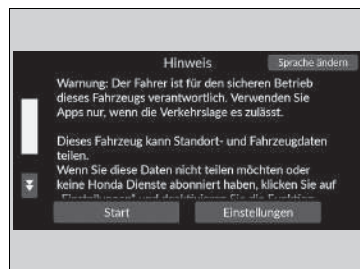 Hinweis
Sprache ändern
Warnung: Der Fahrer ist für den sicheren Betrieb
dieses Fahrzeugs verantwortlich. Verwenden Sie
Apps nur, wenn die Verkehrslage es zulässt.
Dieses Fahrzeug kann Standort- und Fahrzeugdaten
teilen.
Wenn Sie diese Daten nicht teilen möchten oder
keine Honda Dienste abonniert haben, klicken Sie auf
Start
Einstellungen